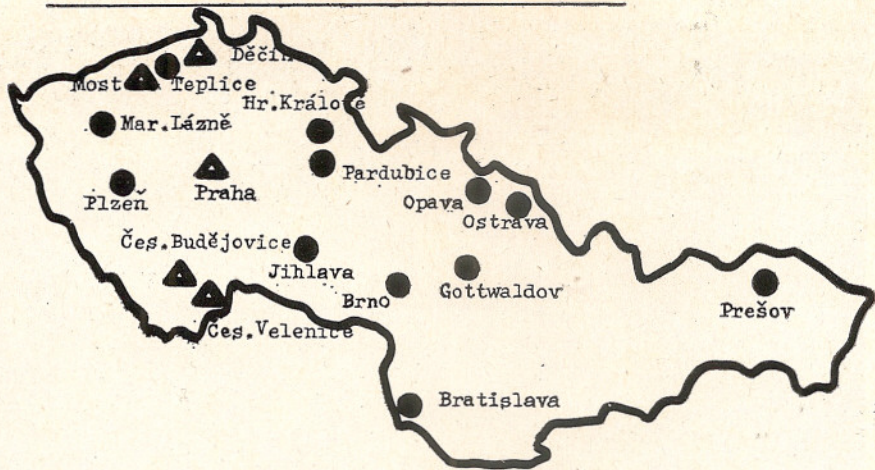 Děčín
Most Teplice
Hr.Králové
Mar.Lázně
Pardubice
Praha
Plzeň
Opava
Ostrava
Čes.Budějovice
Jihlava
Gottwaldov
Brno
Prešov
Čes.Velenice
Bratislava